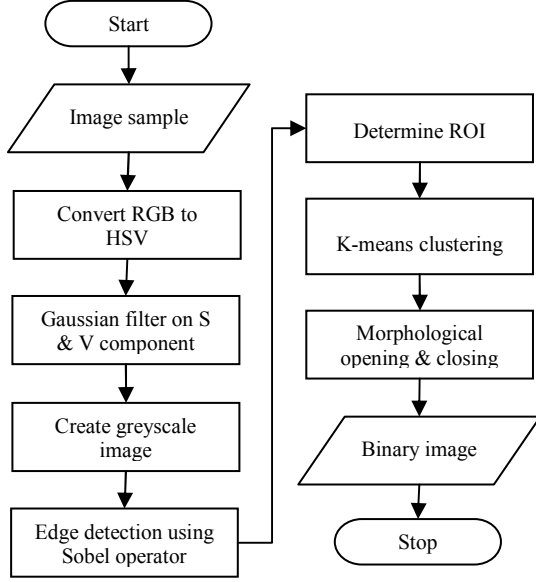 Start
Image sample
Convert RGB to
HSV
Gaussian filter on S
& V component
Create greyscale
image
Edge detection using
Sobel operator
Determine ROI
K-means clustering
Morphological
opening & closing
Binary image
Stop